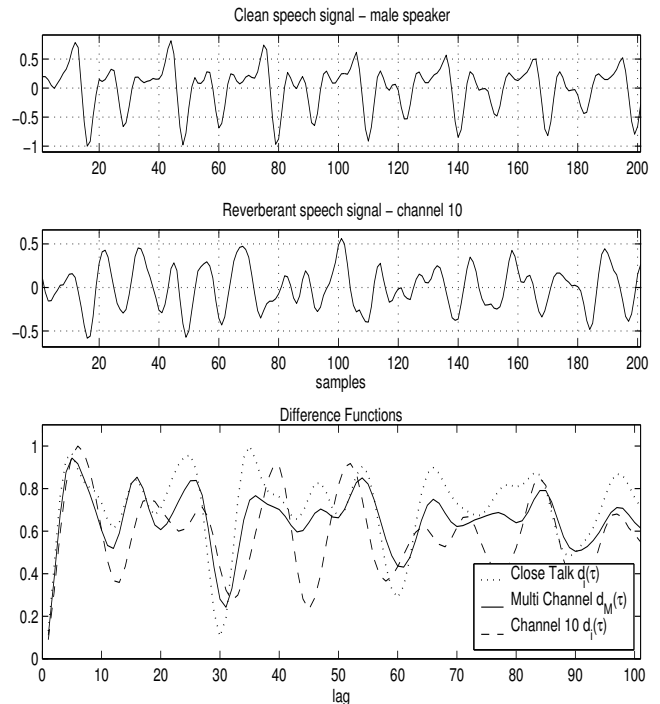 Clean speech signal – male speaker
0.5
0
−0.5
−1
20 40 60 80 100 120 140 160 180 200
Reverberant speech signal – channel 10
0.5
0
−0.5
20 40 60 80 100 120 140 160 180 200
samples
Difference Functions
1
0.8
0.6
0.4
0.2
0
Close Talk d_i(τ)
Multi Channel d_M(τ)
Channel 10 d_i(τ)
0 10 20 30 40 50 60 70 80 90 100
lag